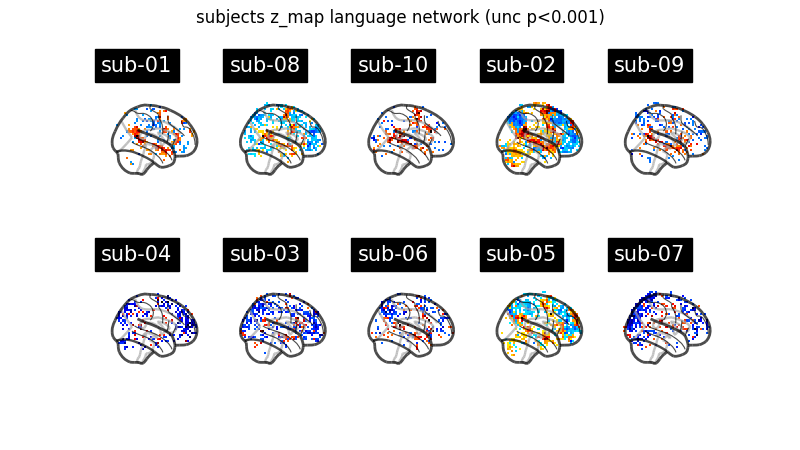 subjects z_map language network (unc p<0.001)
sub-01 sub-08 sub-10 sub-02 sub-09
sub-04 sub-03 sub-06 sub-05 sub-07